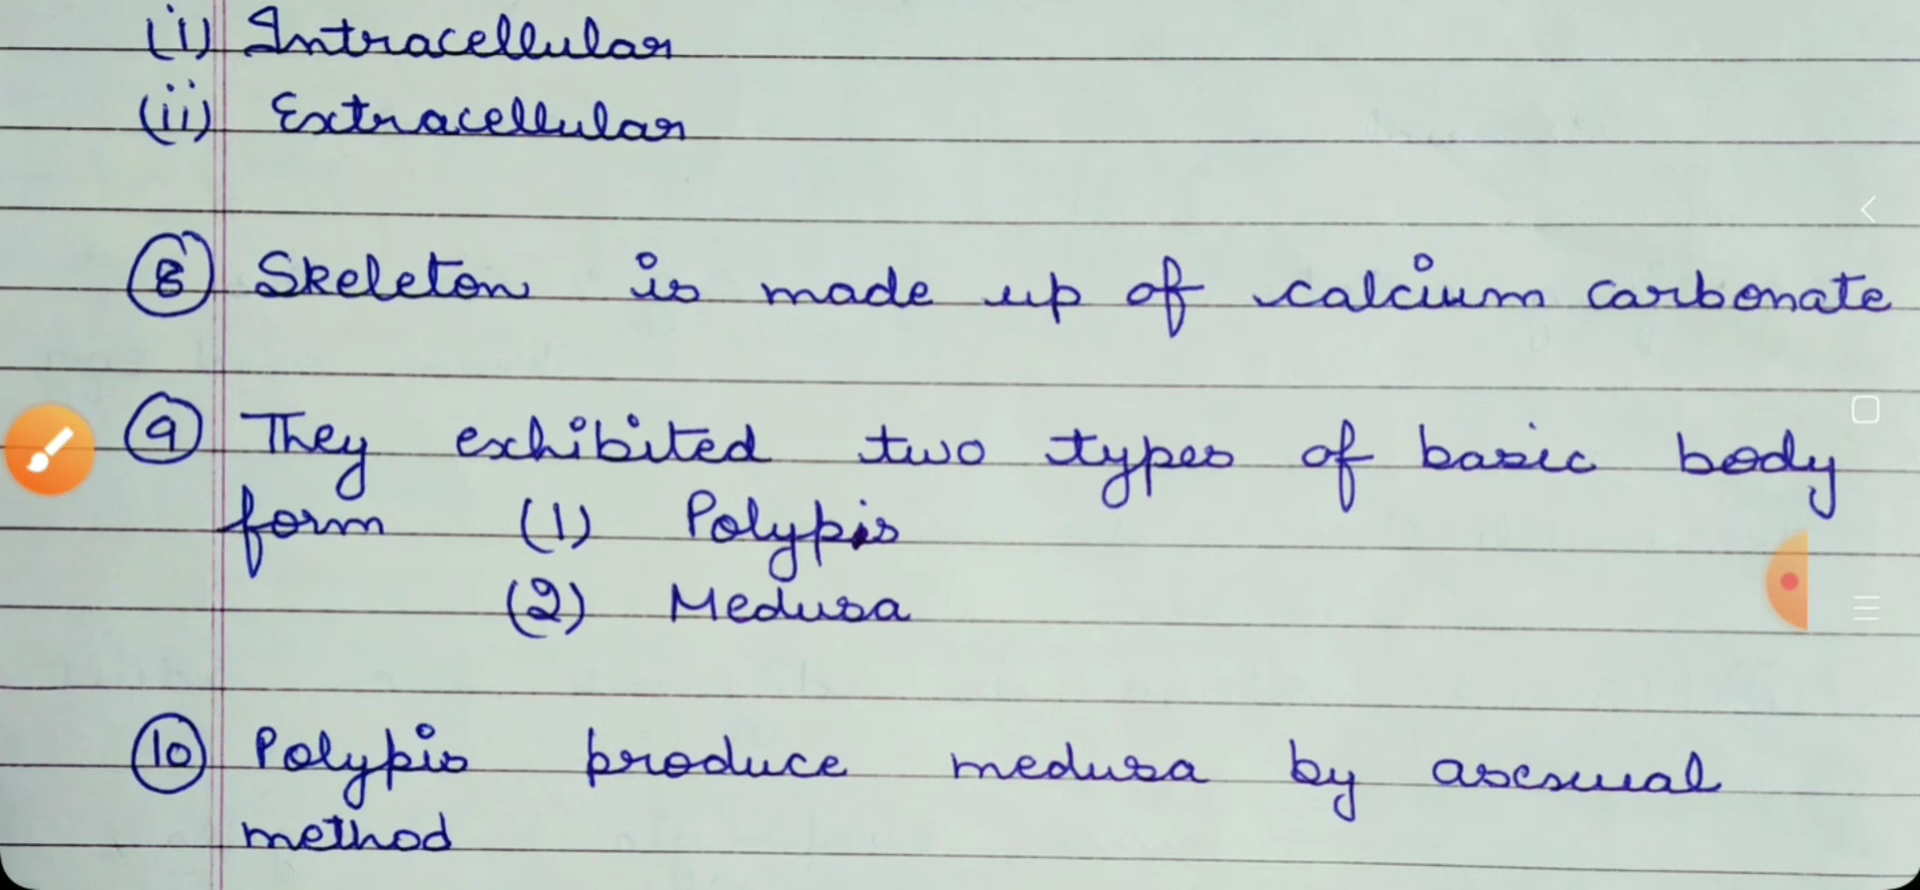 (i) Intracellular
(ii) Extracellular
8 Skeleton is made up of calcium carbonate
9 They exhibited two types of basic body
form (1) Polypis
(2) Medusa
10 Polypis produce medusa by asexual
method